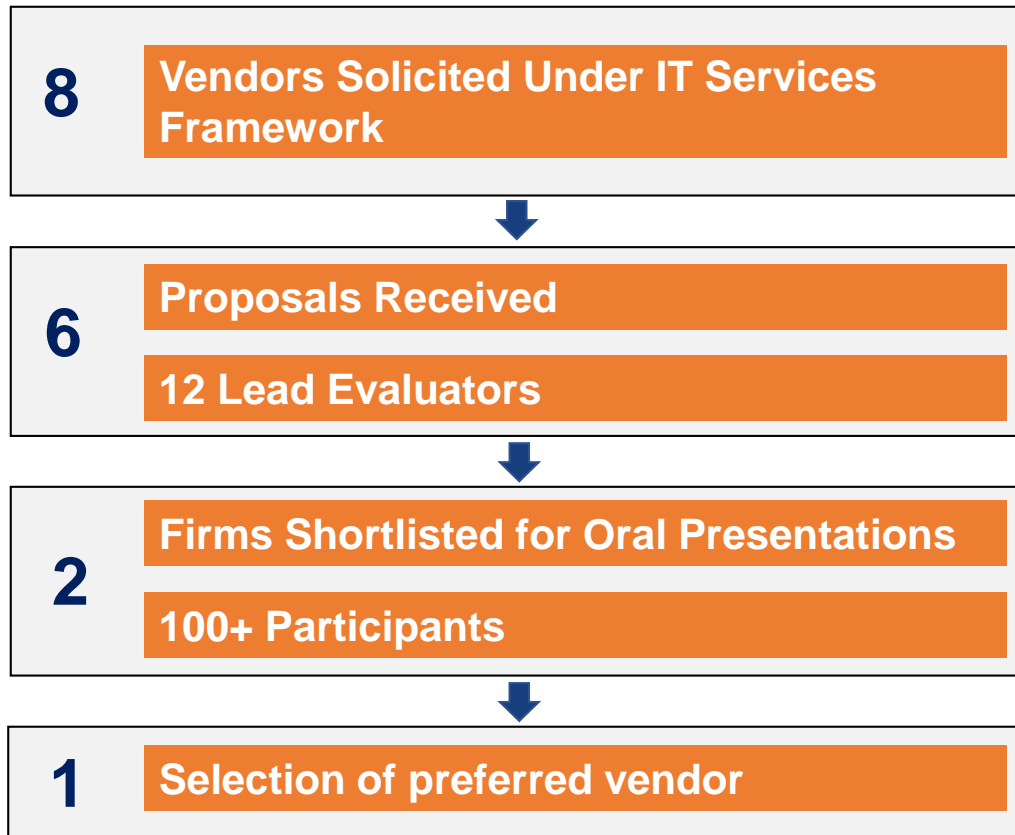 8
Vendors Solicited Under IT Services
Framework
6
Proposals Received
12 Lead Evaluators
2
Firms Shortlisted for Oral Presentations
100+ Participants
1
Selection of preferred vendor